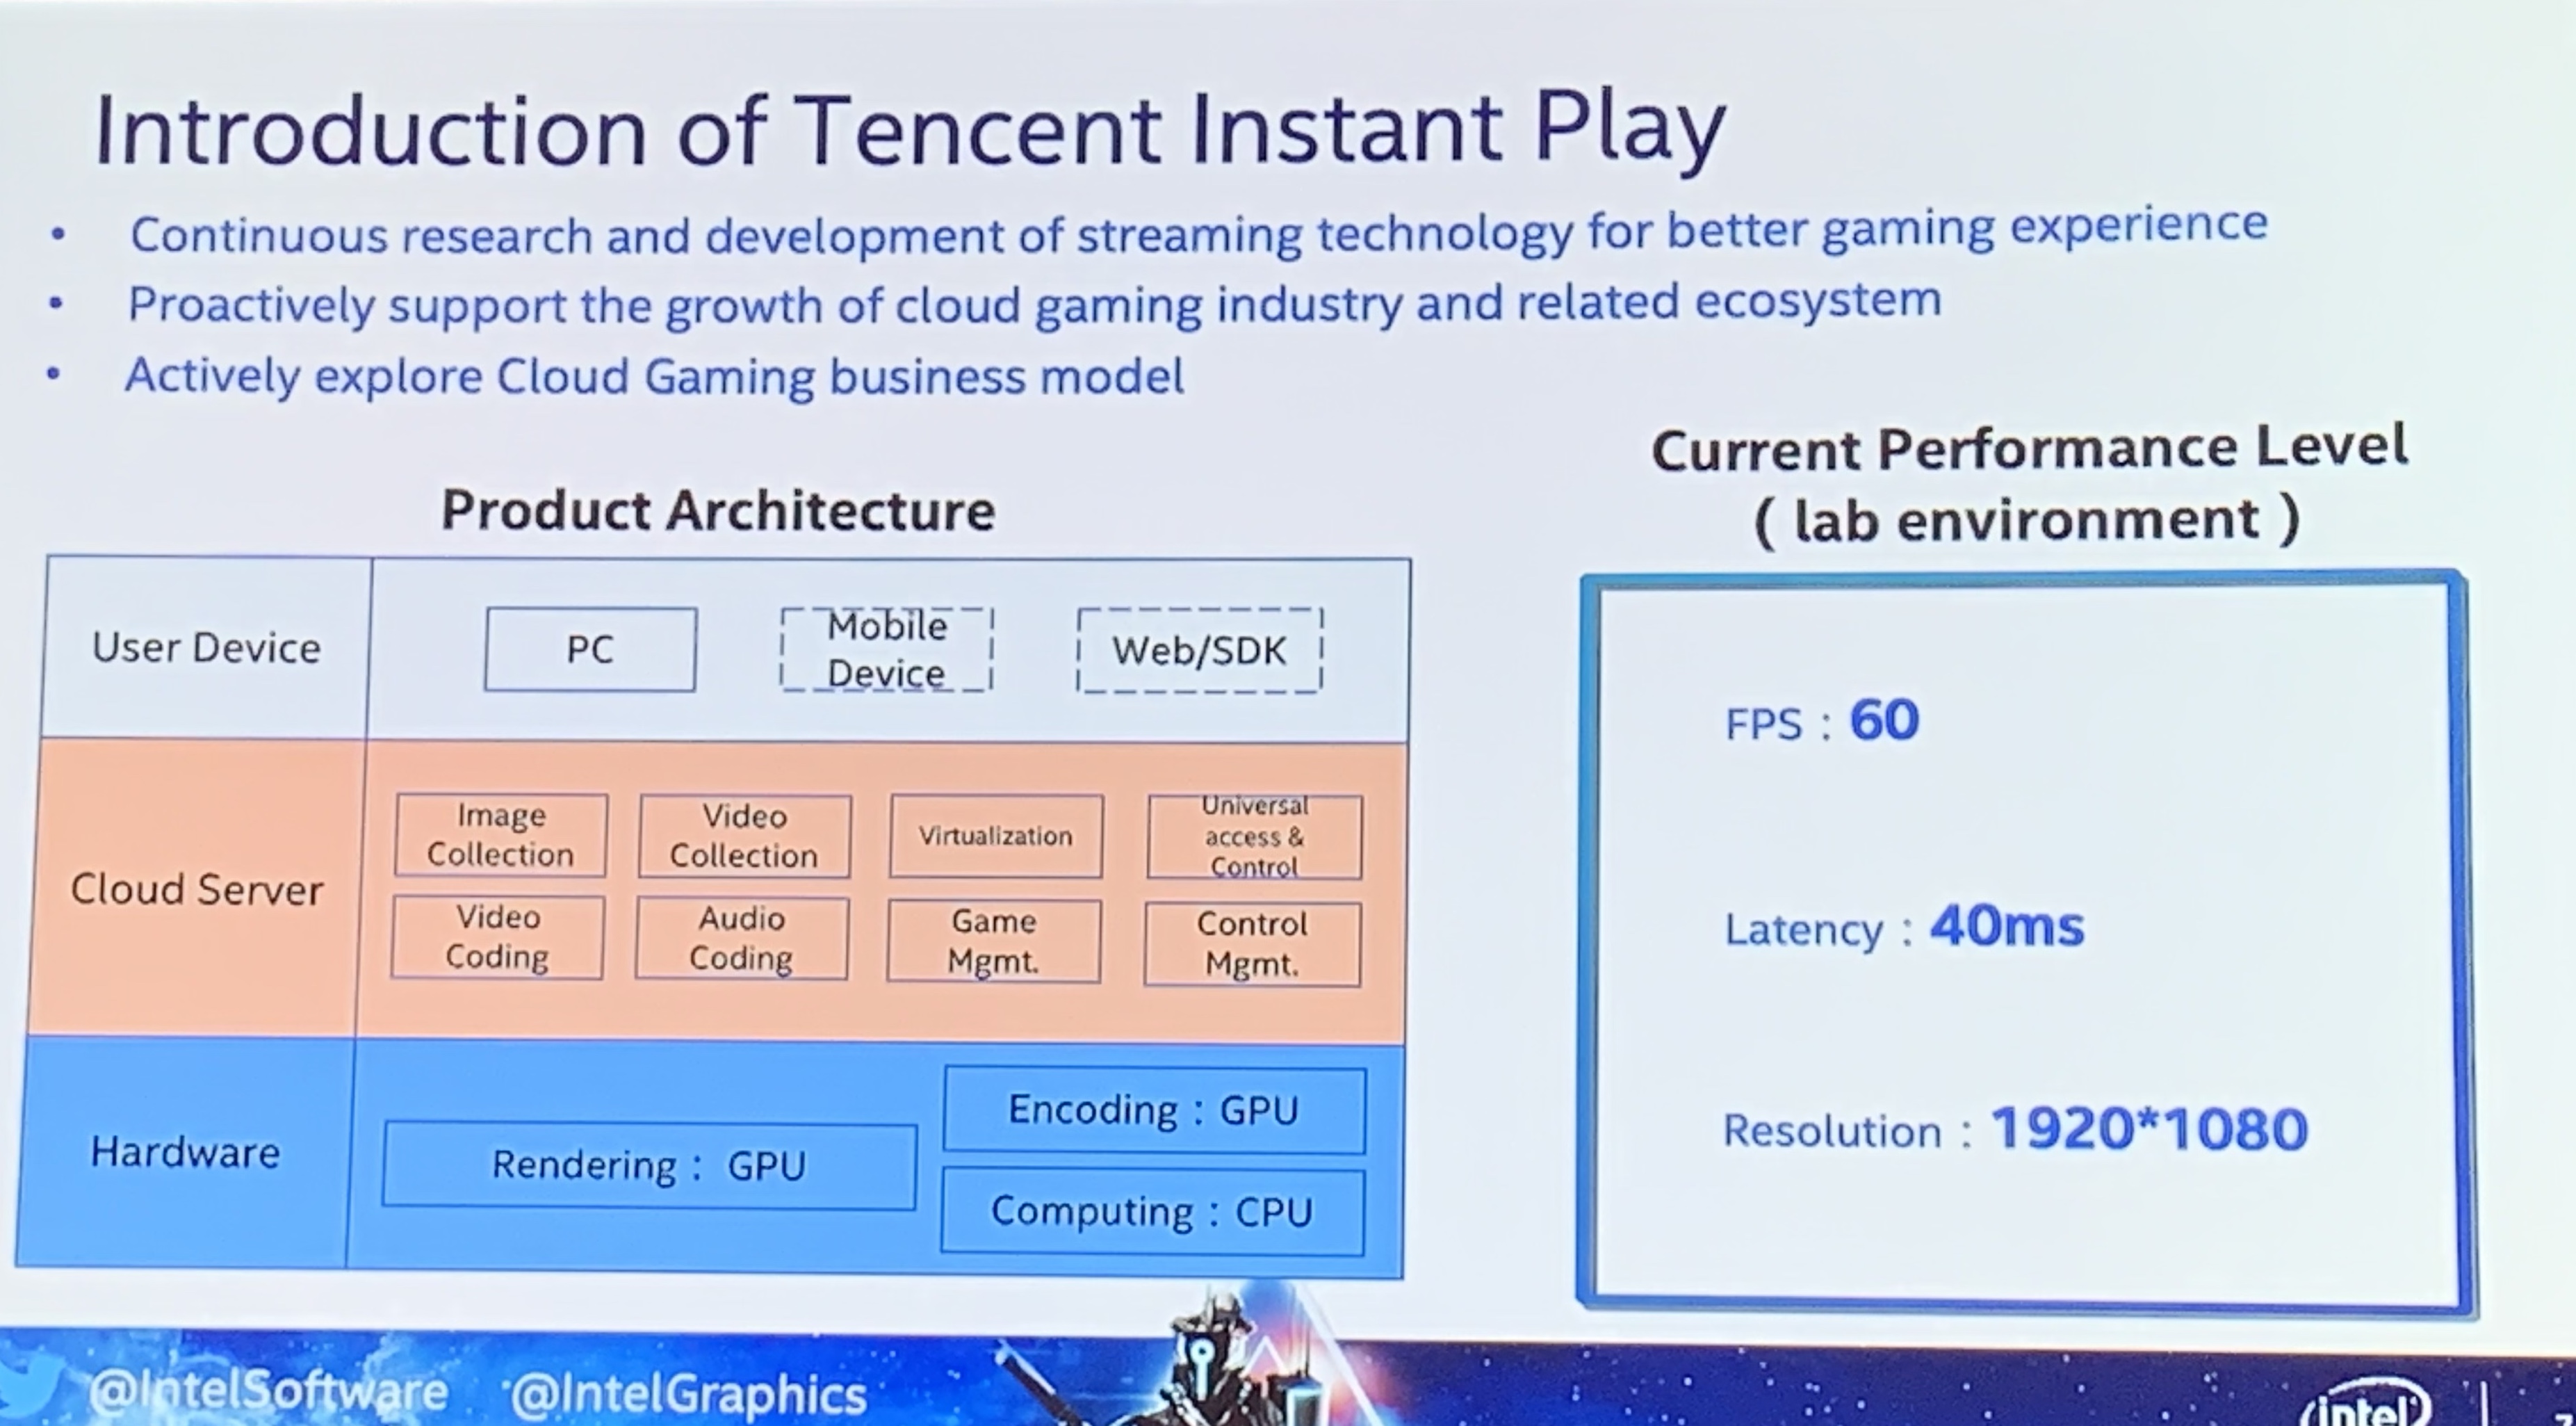 Introduction of Tencent Instant Play
• Continuous research and development of streaming technology for better gaming experience
• Proactively support the growth of cloud gaming industry and related ecosystem
• Actively explore Cloud Gaming business model
Product Architecture
User Device
PC
Mobile
Device
Web/SDK
Cloud Server
Image
Collection
Video
Collection
Virtualization
Universal
access &
Control
Video
Coding
Audio
Coding
Game
Mgmt.
Control
Mgmt.
Hardware
Rendering : GPU
Encoding : GPU
Computing : CPU
Current Performance Level
( lab environment )
FPS : 60
Latency : 40ms
Resolution : 1920*1080
@IntelSoftware @IntelGraphics
intel